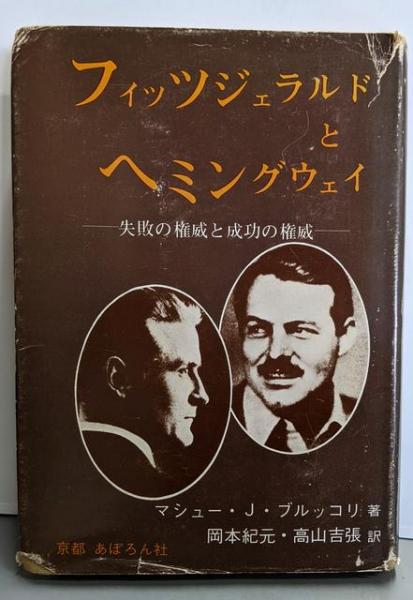 フィッツジェラルド
と
ヘミングウェイ
──失敗の権威と成功の権威──
マシュー・J・ブルッコリ 著
岡本紀元・高山吉張 訳
京都 あぽろん社